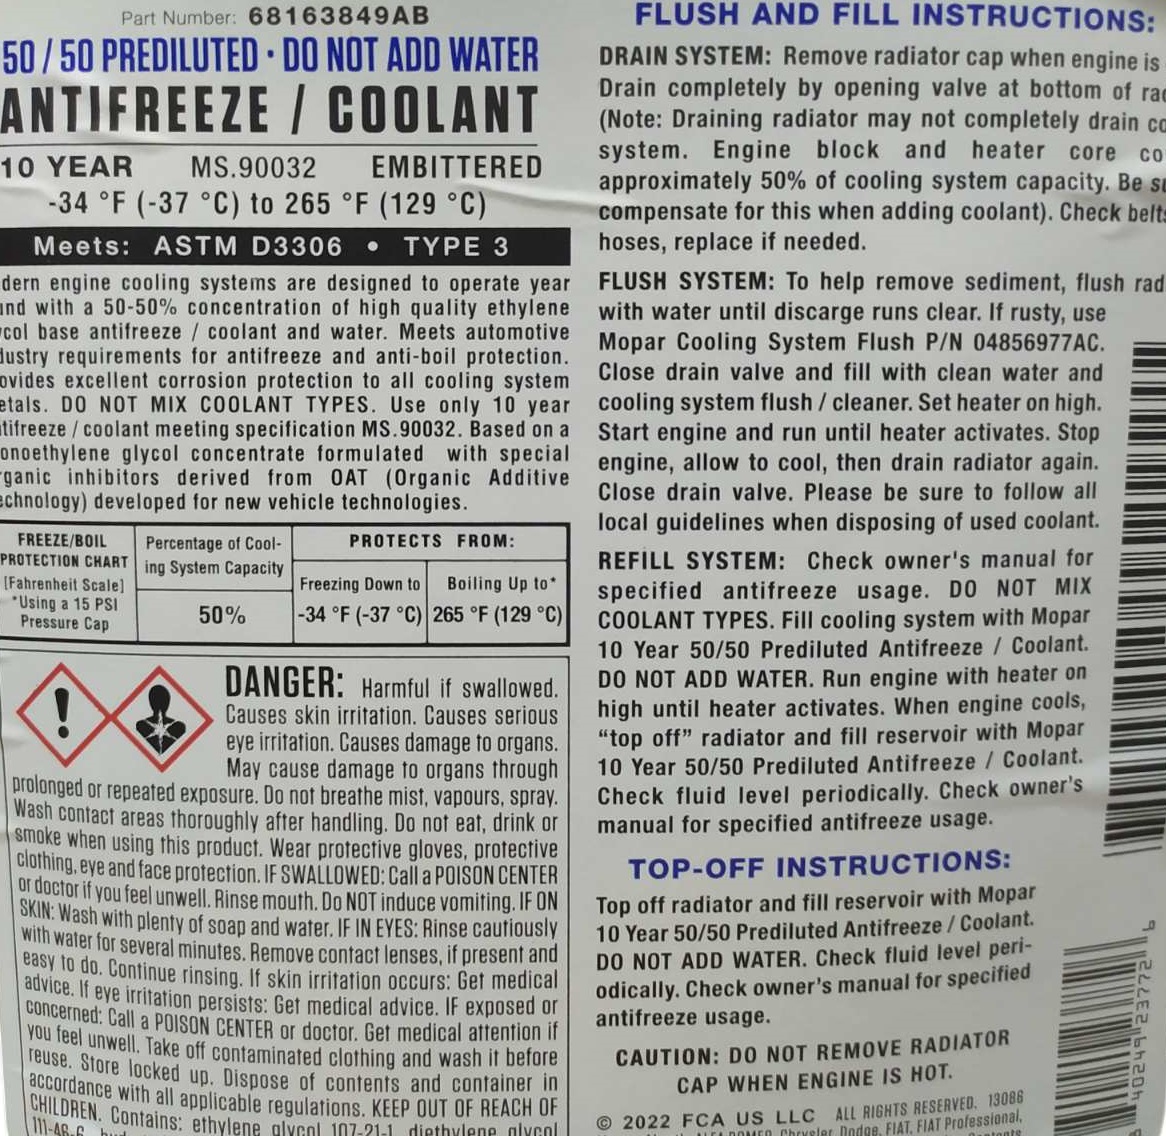 Part Number: 68163849AB
50 / 50 PREDILUTED · DO NOT ADD WATER
ANTIFREEZE / COOLANT
10 YEAR MS.90032 EMBITTERED
-34 °F (-37 °C) to 265 °F (129 °C)
Meets: ASTM D3306 • TYPE 3
dern engine cooling systems are designed to operate year
und with a 50-50% concentration of high quality ethylene
col base antifreeze / coolant and water. Meets automotive
dustry requirements for antifreeze and anti-boil protection.
ovides excellent corrosion protection to all cooling system
etals. DO NOT MIX COOLANT TYPES. Use only 10 year
tifreeze / coolant meeting specification MS.90032. Based on a
onoethylene glycol concentrate formulated with special
rganic inhibitors derived from OAT (Organic Additive
echnology) developed for new vehicle technologies.
FREEZE/BOIL
PROTECTION CHART
[Fahrenheit Scale]
*Using a 15 PSI
Pressure Cap
Percentage of Cool-
ing System Capacity
50%
PROTECTS FROM:
Freezing Down to
-34 °F (-37 °C)
Boiling Up to*
265 °F (129 °C)
DANGER: Harmful if swallowed.
Causes skin irritation. Causes serious
eye irritation. Causes damage to organs.
May cause damage to organs through
prolonged or repeated exposure. Do not breathe mist, vapours, spray.
Wash contact areas thoroughly after handling. Do not eat, drink or
smoke when using this product. Wear protective gloves, protective
clothing, eye and face protection. IF SWALLOWED: Call a POISON CENTER
or doctor if you feel unwell. Rinse mouth. Do NOT induce vomiting. IF ON
SKIN: Wash with plenty of soap and water. IF IN EYES: Rinse cautiously
with water for several minutes. Remove contact lenses, if present and
easy to do. Continue rinsing. If skin irritation occurs: Get medical
advice. If eye irritation persists: Get medical advice. IF exposed or
concerned: Call a POISON CENTER or doctor. Get medical attention if
you feel unwell. Take off contaminated clothing and wash it before
reuse. Store locked up. Dispose of contents and container in
accordance with all applicable regulations. KEEP OUT OF REACH OF
CHILDREN. Contains: ethylene glycol 107-21-1, diethylene glycol
111-46-6,
FLUSH AND FILL INSTRUCTIONS:
DRAIN SYSTEM: Remove radiator cap when engine is
Drain completely by opening valve at bottom of rac
(Note: Draining radiator may not completely drain co
system. Engine block and heater core co
approximately 50% of cooling system capacity. Be su
compensate for this when adding coolant). Check belts
hoses, replace if needed.
FLUSH SYSTEM: To help remove sediment, flush rad
with water until discarge runs clear. If rusty, use
Mopar Cooling System Flush P/N 04856977AC.
Close drain valve and fill with clean water and
cooling system flush / cleaner. Set heater on high.
Start engine and run until heater activates. Stop
engine, allow to cool, then drain radiator again.
Close drain valve. Please be sure to follow all
local guidelines when disposing of used coolant.
REFILL SYSTEM: Check owner's manual for
specified antifreeze usage. DO NOT MIX
COOLANT TYPES. Fill cooling system with Mopar
10 Year 50/50 Prediluted Antifreeze / Coolant.
DO NOT ADD WATER. Run engine with heater on
high until heater activates. When engine cools,
“top off” radiator and fill reservoir with Mopar
10 Year 50/50 Prediluted Antifreeze / Coolant.
Check fluid level periodically. Check owner's
manual for specified antifreeze usage.
TOP-OFF INSTRUCTIONS:
Top off radiator and fill reservoir with Mopar
10 Year 50/50 Prediluted Antifreeze / Coolant.
DO NOT ADD WATER. Check fluid level peri-
odically. Check owner's manual for specified
antifreeze usage.
CAUTION: DO NOT REMOVE RADIATOR
CAP WHEN ENGINE IS HOT.
© 2022 FCA US LLC ALL RIGHTS RESERVED. 13086
Chrysler, Dodge, FIAT, FIAT Professional,
40249 23772 6